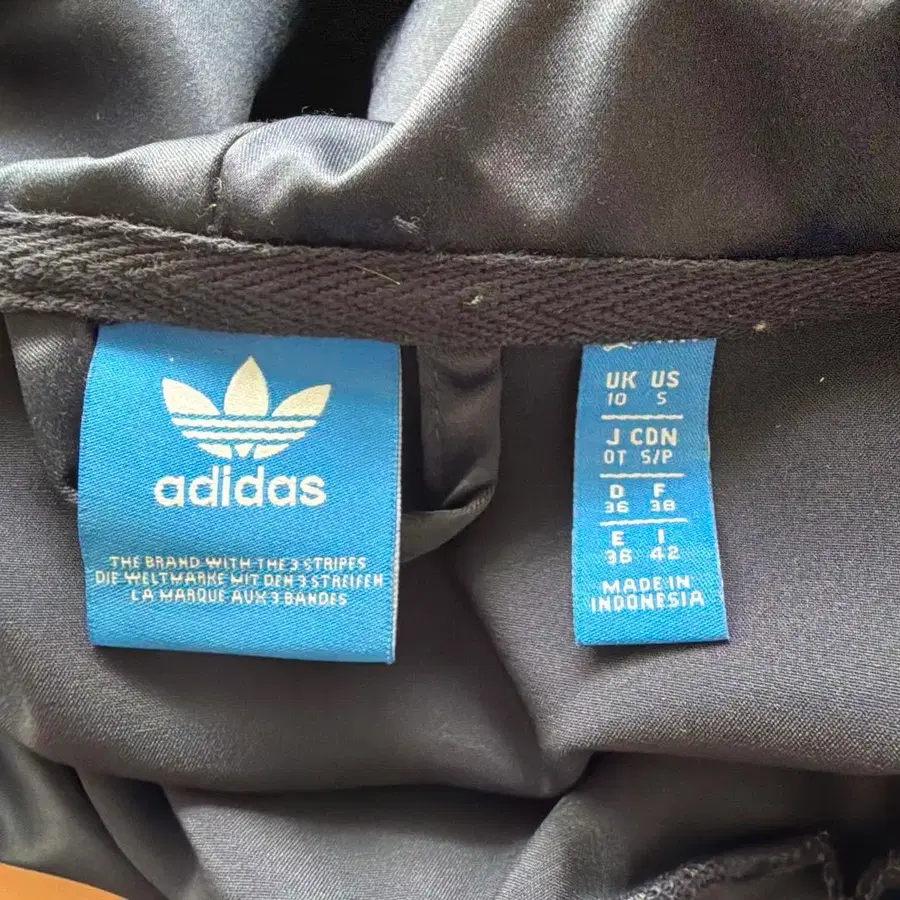 adidas
THE BRAND WITH THE 3 STRIPES
DIE WELTMARKE MIT DEN 3 STREIFEN
LA MARQUE AUX 3 BANDES
UK US
10 S
J CDN
OT S/P
D F
36 38
E I
38 42
MADE IN
INDONESIA